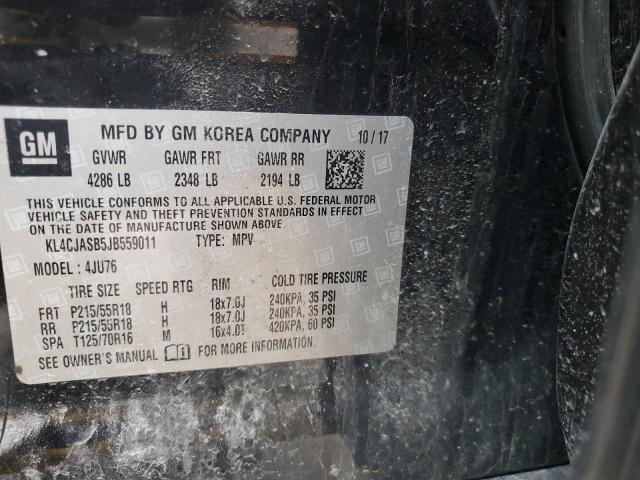 GM MFD BY GM KOREA COMPANY 10/17
GVWR GAWR FRT GAWR RR
4286 LB 2348 LB 2194 LB
THIS VEHICLE CONFORMS TO ALL APPLICABLE U.S. FEDERAL MOTOR
VEHICLE SAFETY AND THEFT PREVENTION STANDARDS IN EFFECT ON
THE DATE OF MANUFACTURE SHOWN ABOVE.
KL4CJASB5JB559011 TYPE: MPV
MODEL: 4JU76
TIRE SIZE SPEED RTG RIM COLD TIRE PRESSURE
FRT P215/55R18 H 18x7.0J 240KPA, 35 PSI
RR P215/55R18 H 18x7.0J 240KPA, 35 PSI
SPA T125/70R16 M 16x4.0T 420KPA, 60 PSI
SEE OWNER'S MANUAL FOR MORE INFORMATION.